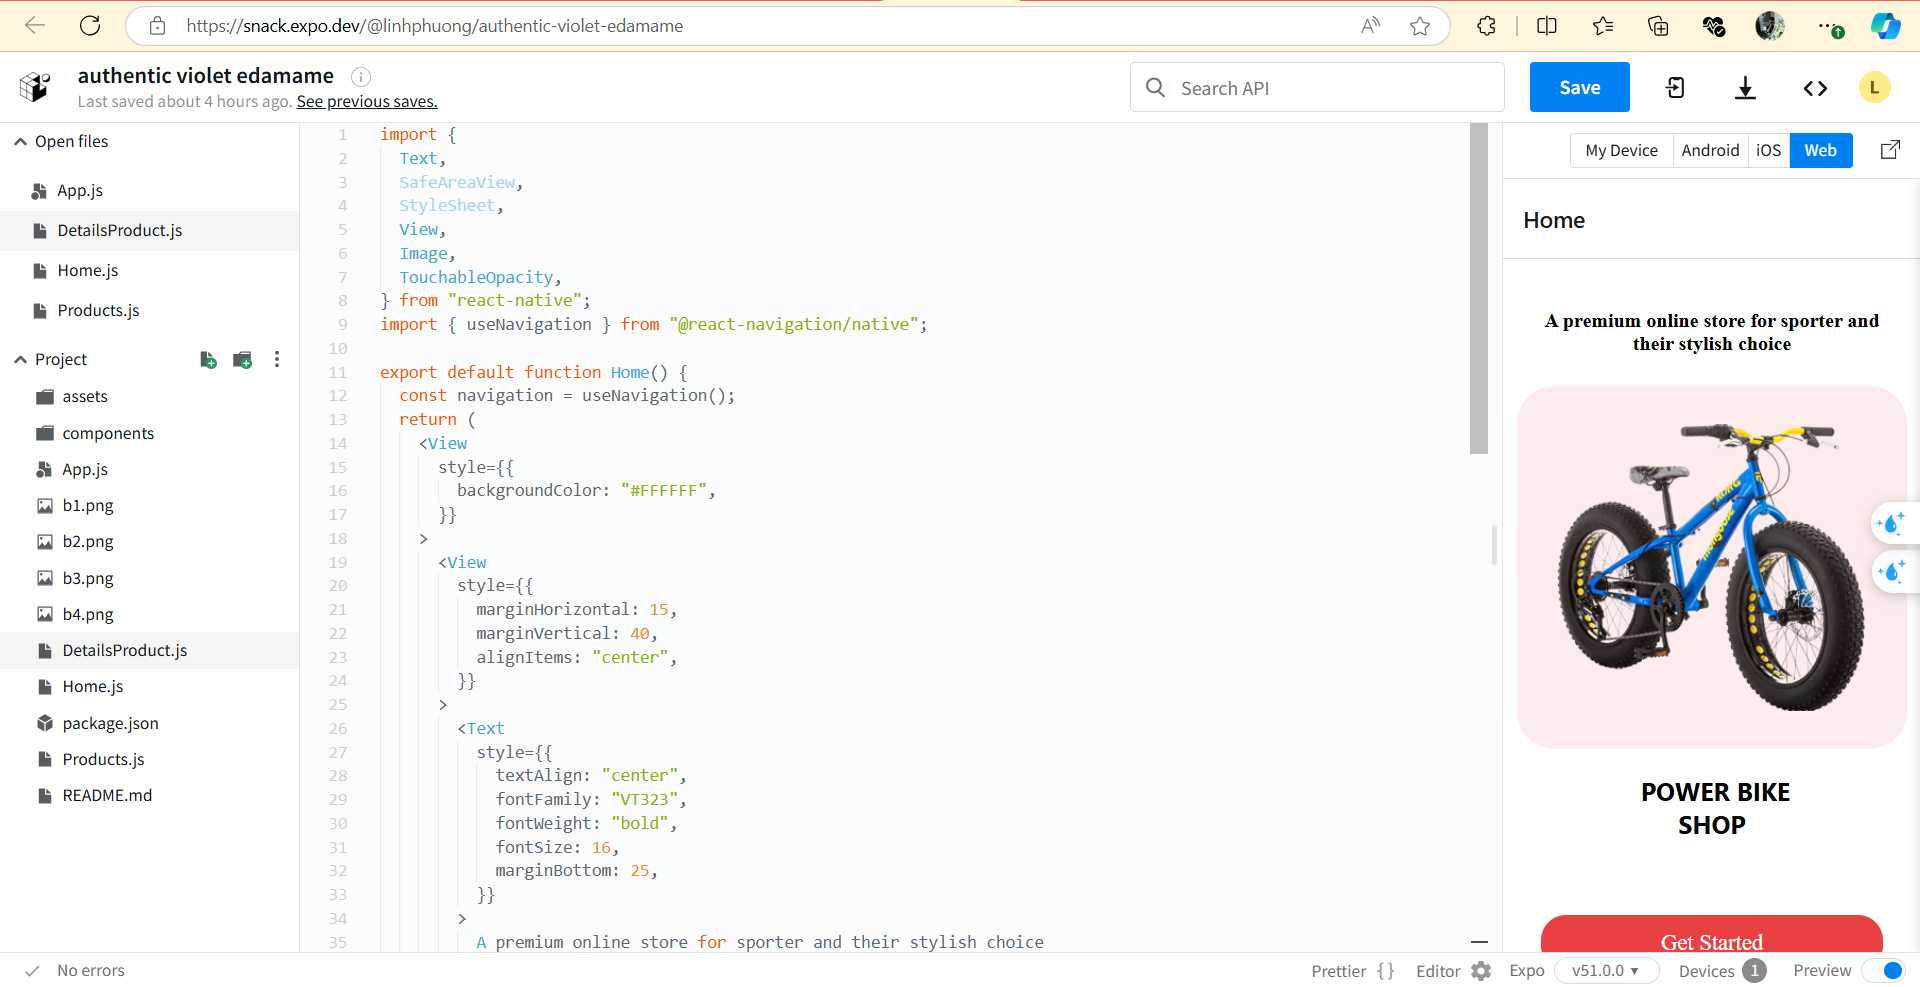 https://snack.expo.dev/@linhphuong/authentic-violet-edamame
authentic violet edamame
Last saved about 4 hours ago. See previous saves.
Search API
Save
L
Open files
App.js
DetailsProduct.js
Home.js
Products.js
Project
assets
components
App.js
b1.png
b2.png
b3.png
b4.png
DetailsProduct.js
Home.js
package.json
Products.js
README.md
1 import {
2 Text,
3 SafeAreaView,
4 StyleSheet,
5 View,
6 Image,
7 TouchableOpacity,
8 } from "react-native";
9 import { useNavigation } from "@react-navigation/native";
10
11 export default function Home() {
12 const navigation = useNavigation();
13 return (
14 <View
15 style={{
16 backgroundColor: "#FFFFFF",
17 }}
18 >
19 <View
20 style={{
21 marginHorizontal: 15,
22 marginVertical: 40,
23 alignItems: "center",
24 }}
25 >
26 <Text
27 style={{
28 textAlign: "center",
29 fontFamily: "VT323",
30 fontWeight: "bold",
31 fontSize: 16,
32 marginBottom: 25,
33 }}
34 >
35 A premium online store for sporter and their stylish choice
My Device Android iOS Web
Home
A premium online store for sporter and
their stylish choice
POWER BIKE
SHOP
Get Started
No errors
Prettier {} Editor Expo v51.0.0 Devices 1 Preview